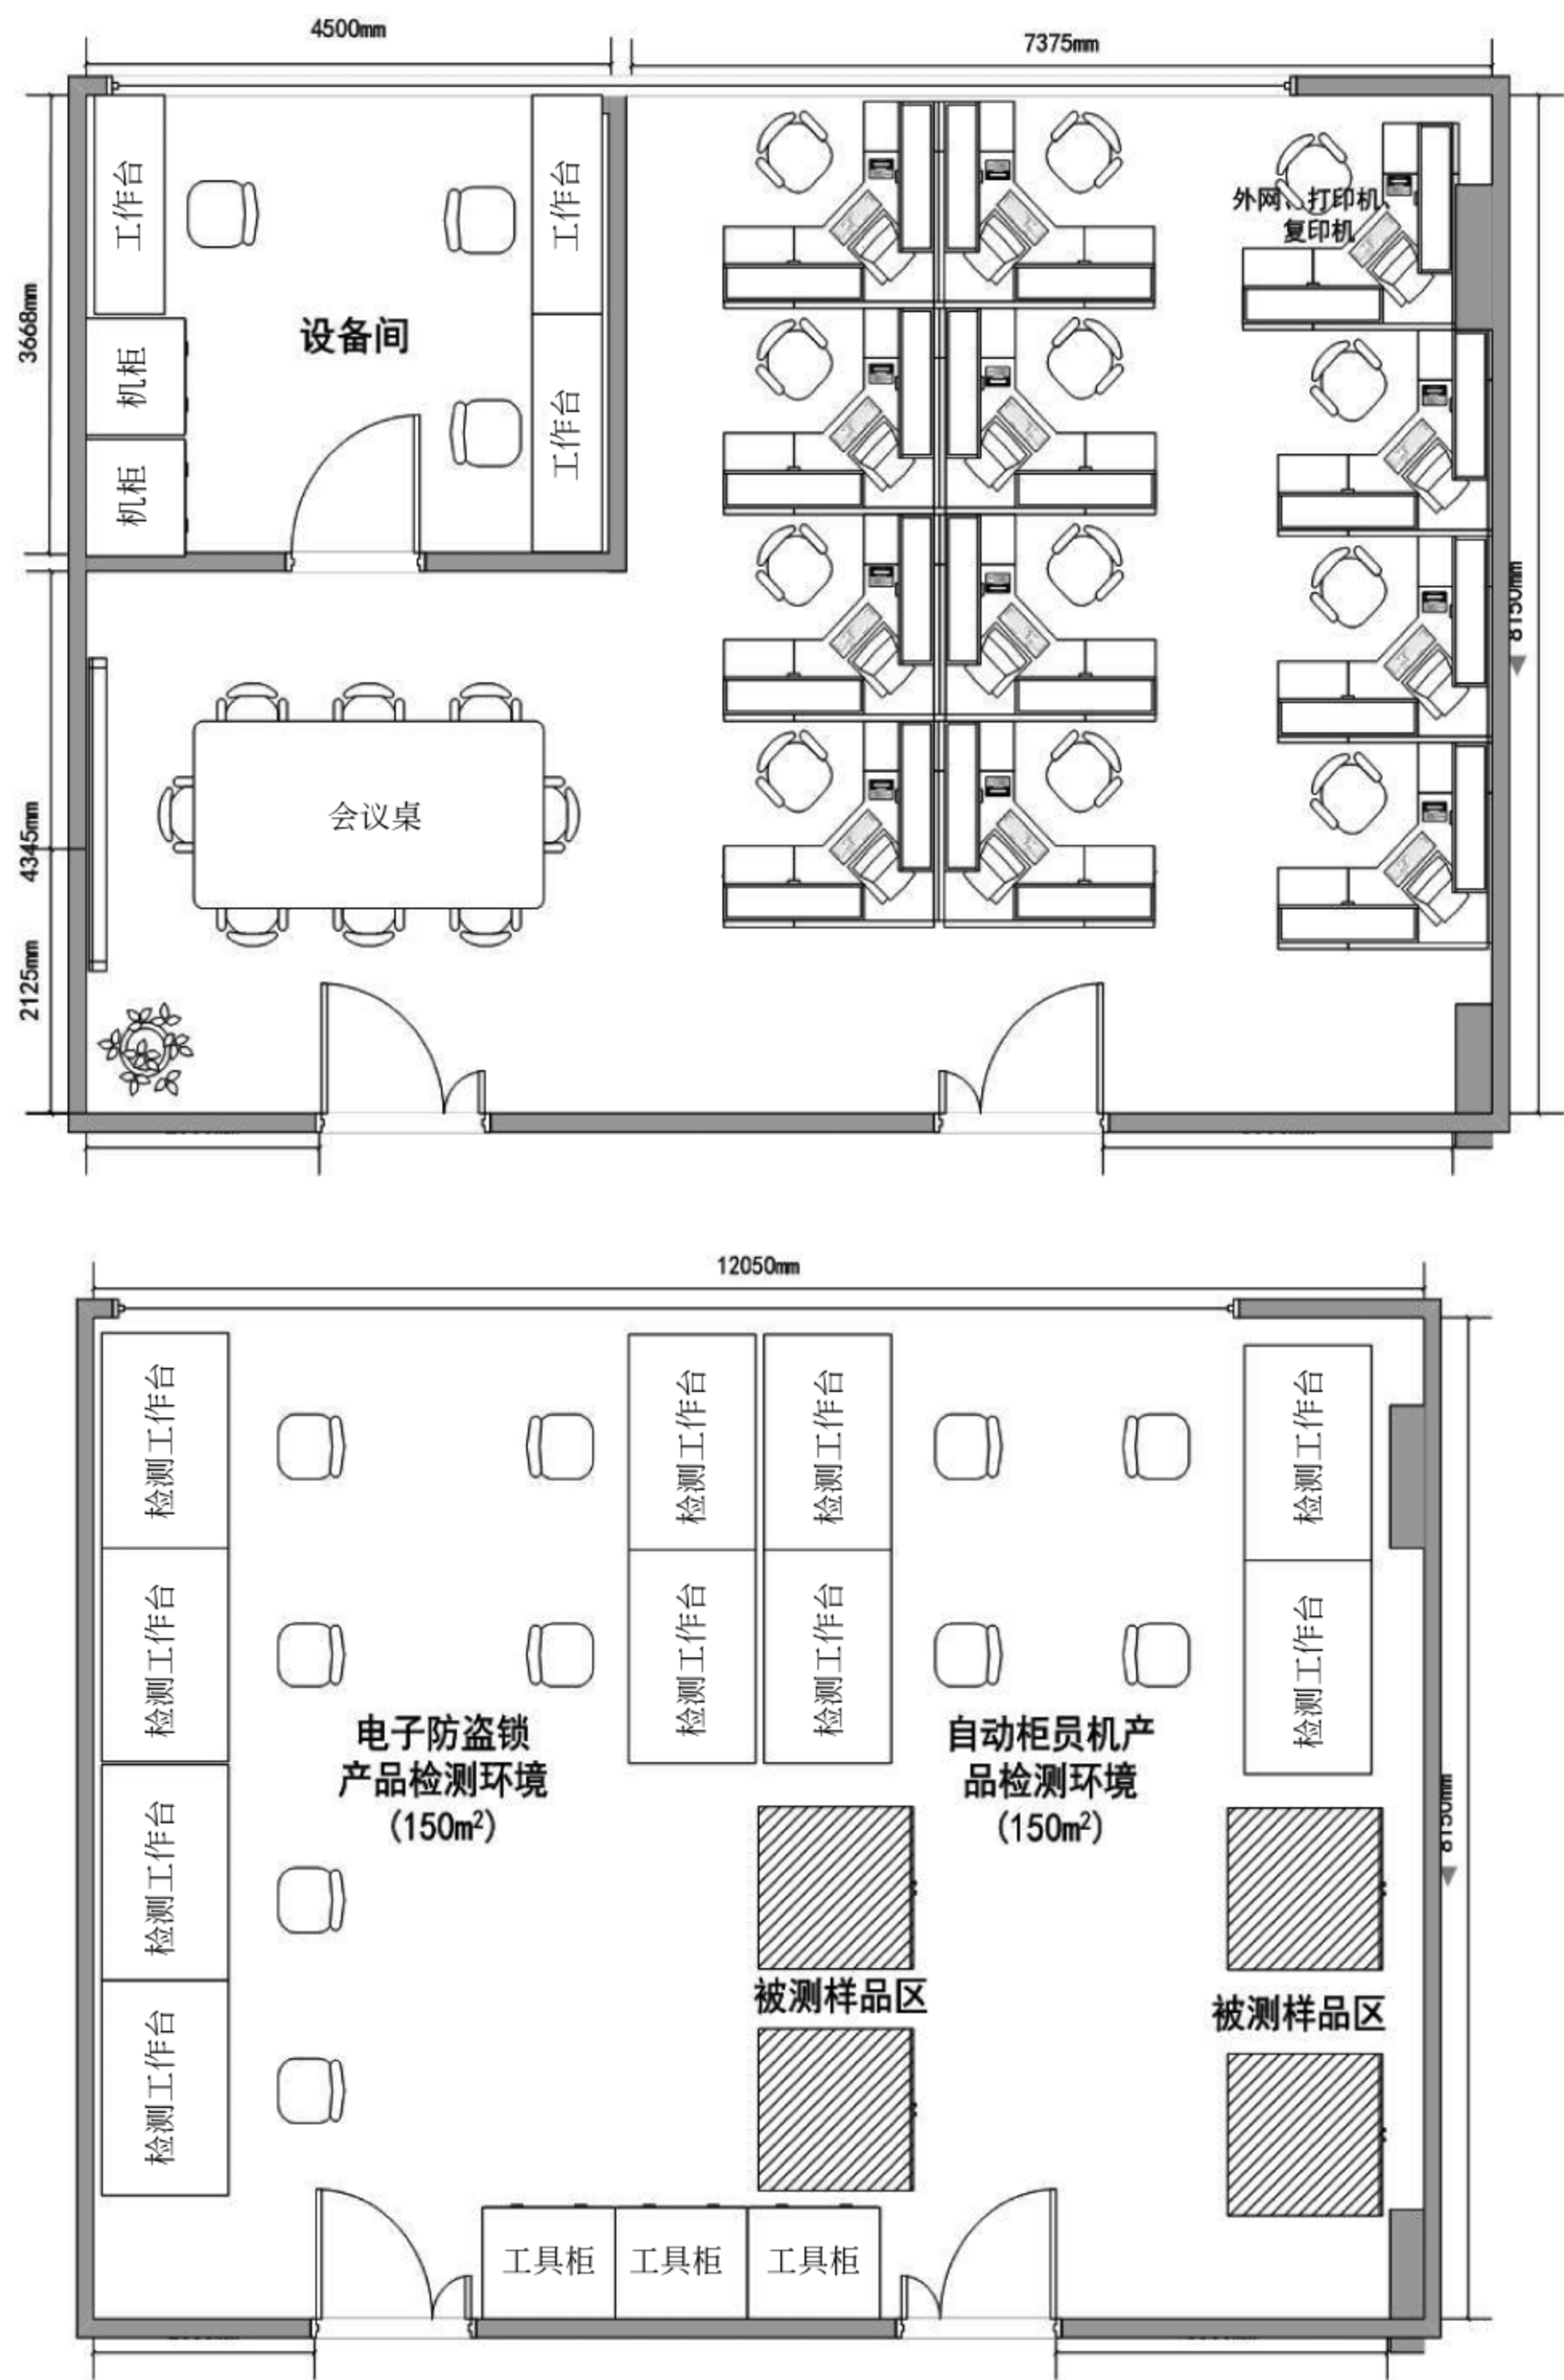 4500mm
7375mm
工作台
工作台
外网、打印机、
复印机
3668mm
设备间
机柜
工作台
机柜
8150mm
会议桌
4345mm
2125mm
12050mm
检测工作台
检测工作台
检测工作台
检测工作台
检测工作台
检测工作台
检测工作台
检测工作台
电子防盗锁
产品检测环境
(150m²)
自动柜员机产
品检测环境
(150m²)
8150mm
检测工作台
被测样品区
被测样品区
检测工作台
工具柜
工具柜
工具柜